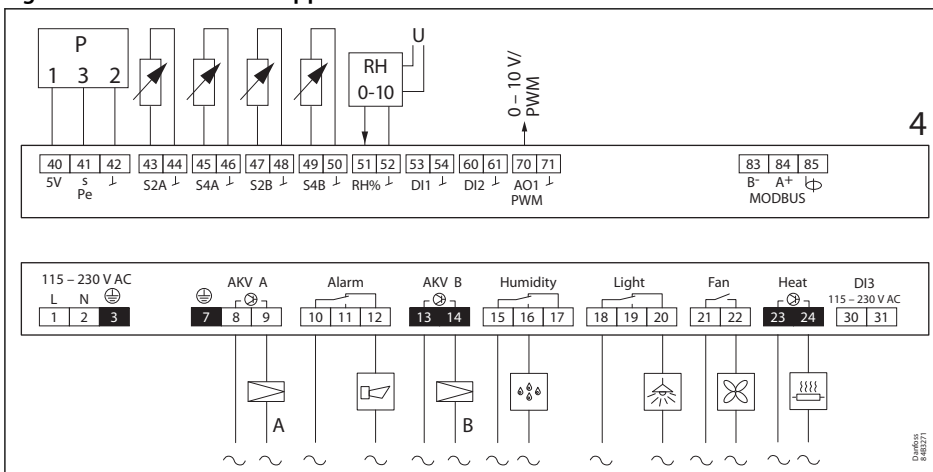 P
U
1 3 2
RH
0-10
0 – 10 V/
PWM
4
40 41 42 43 44 45 46 47 48 49 50 51 52 53 54 60 61 70 71 83 84 85
5V s S2A S4A S2B S4B RH% DI1 DI2 AO1 B- A+
Pe PWM MODBUS
115 – 230 V AC AKV A Alarm AKV B Humidity Light Fan Heat DI3
L N 115 – 230 V AC
1 2 3 7 8 9 10 11 12 13 14 15 16 17 18 19 20 21 22 23 24 30 31
A B
Danfoss
84B3271